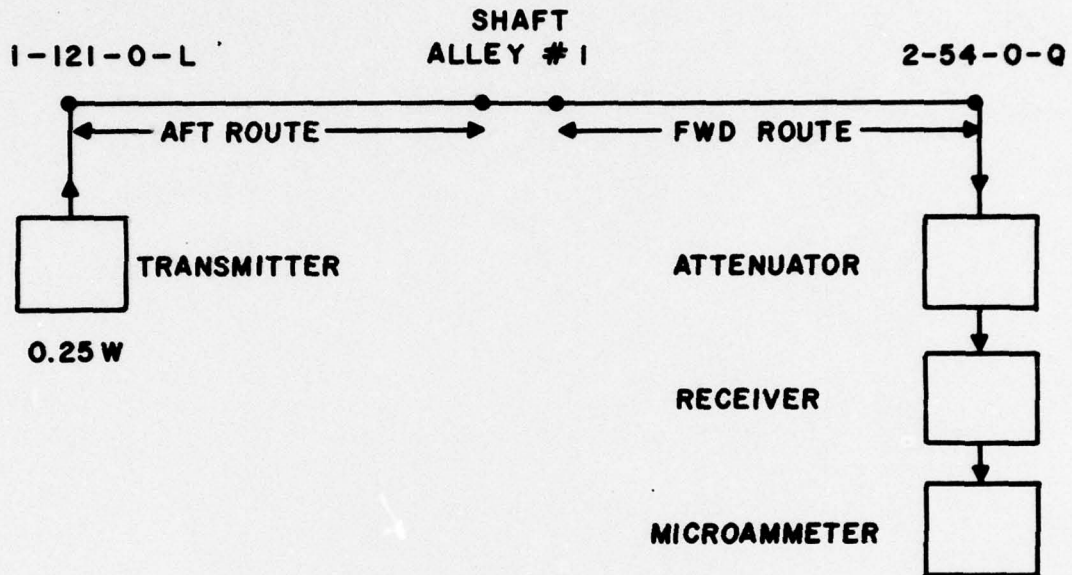 SHAFT
1-121-0-L ALLEY # 1 2-54-0-Q
AFT ROUTE FWD ROUTE
TRANSMITTER ATTENUATOR
0.25 W
RECEIVER
MICROAMMETER